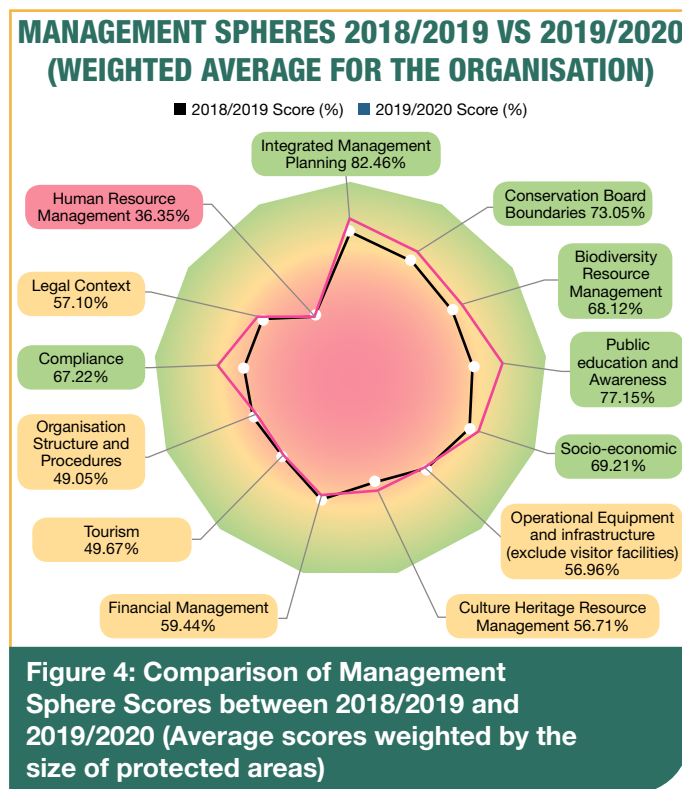 MANAGEMENT SPHERES 2018/2019 VS 2019/2020
(WEIGHTED AVERAGE FOR THE ORGANISATION)
2018/2019 Score (%) 2019/2020 Score (%)
Integrated Management
Planning 82.46%
Conservation Board
Boundaries 73.05%
Biodiversity
Resource
Management
68.12%
Public
education and
Awareness
77.15%
Socio-economic
69.21%
Operational Equipment
and infrastructure
(exclude visitor facilities)
56.96%
Culture Heritage Resource
Management 56.71%
Financial Management
59.44%
Tourism
49.67%
Organisation
Structure and
Procedures
49.05%
Compliance
67.22%
Legal Context
57.10%
Human Resource
Management 36.35%
Figure 4: Comparison of Management
Sphere Scores between 2018/2019 and
2019/2020 (Average scores weighted by the
size of protected areas)